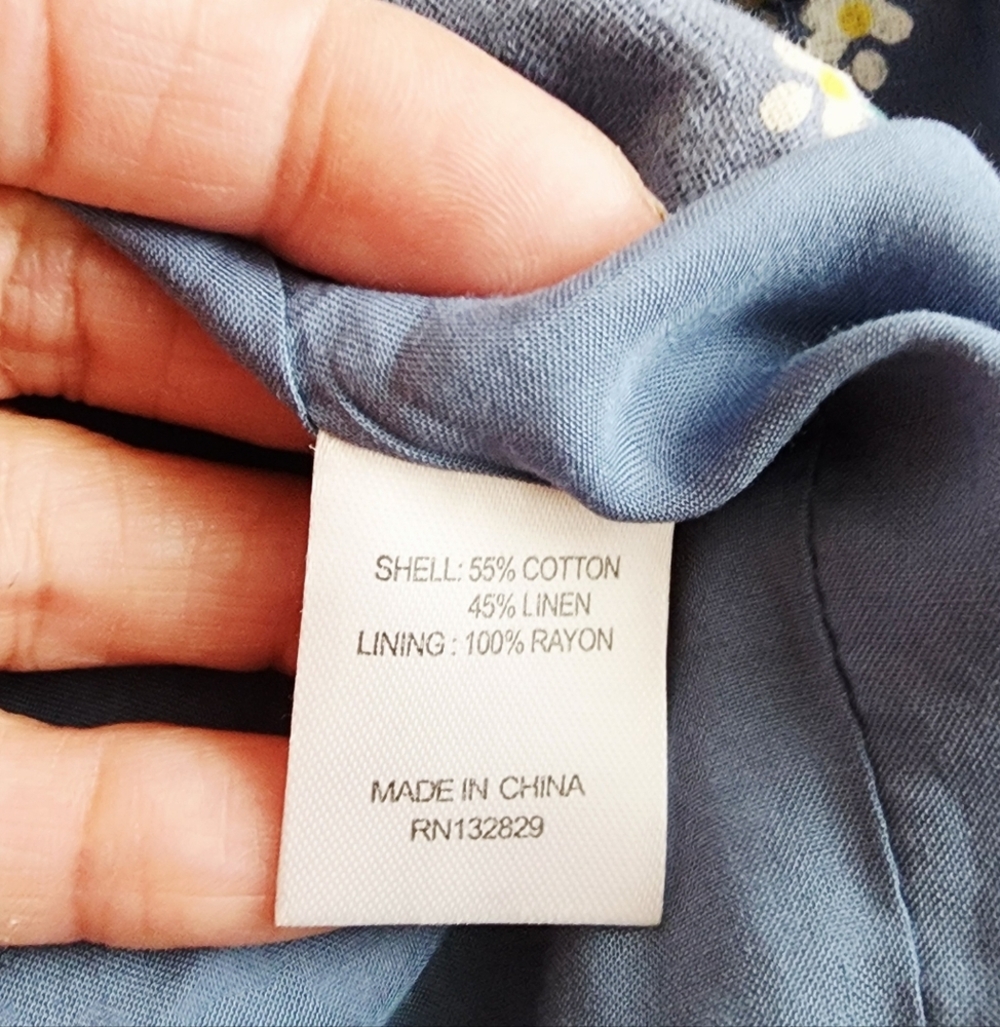 SHELL: 55% COTTON
45% LINEN
LINING : 100% RAYON
MADE IN CHINA
RN132829